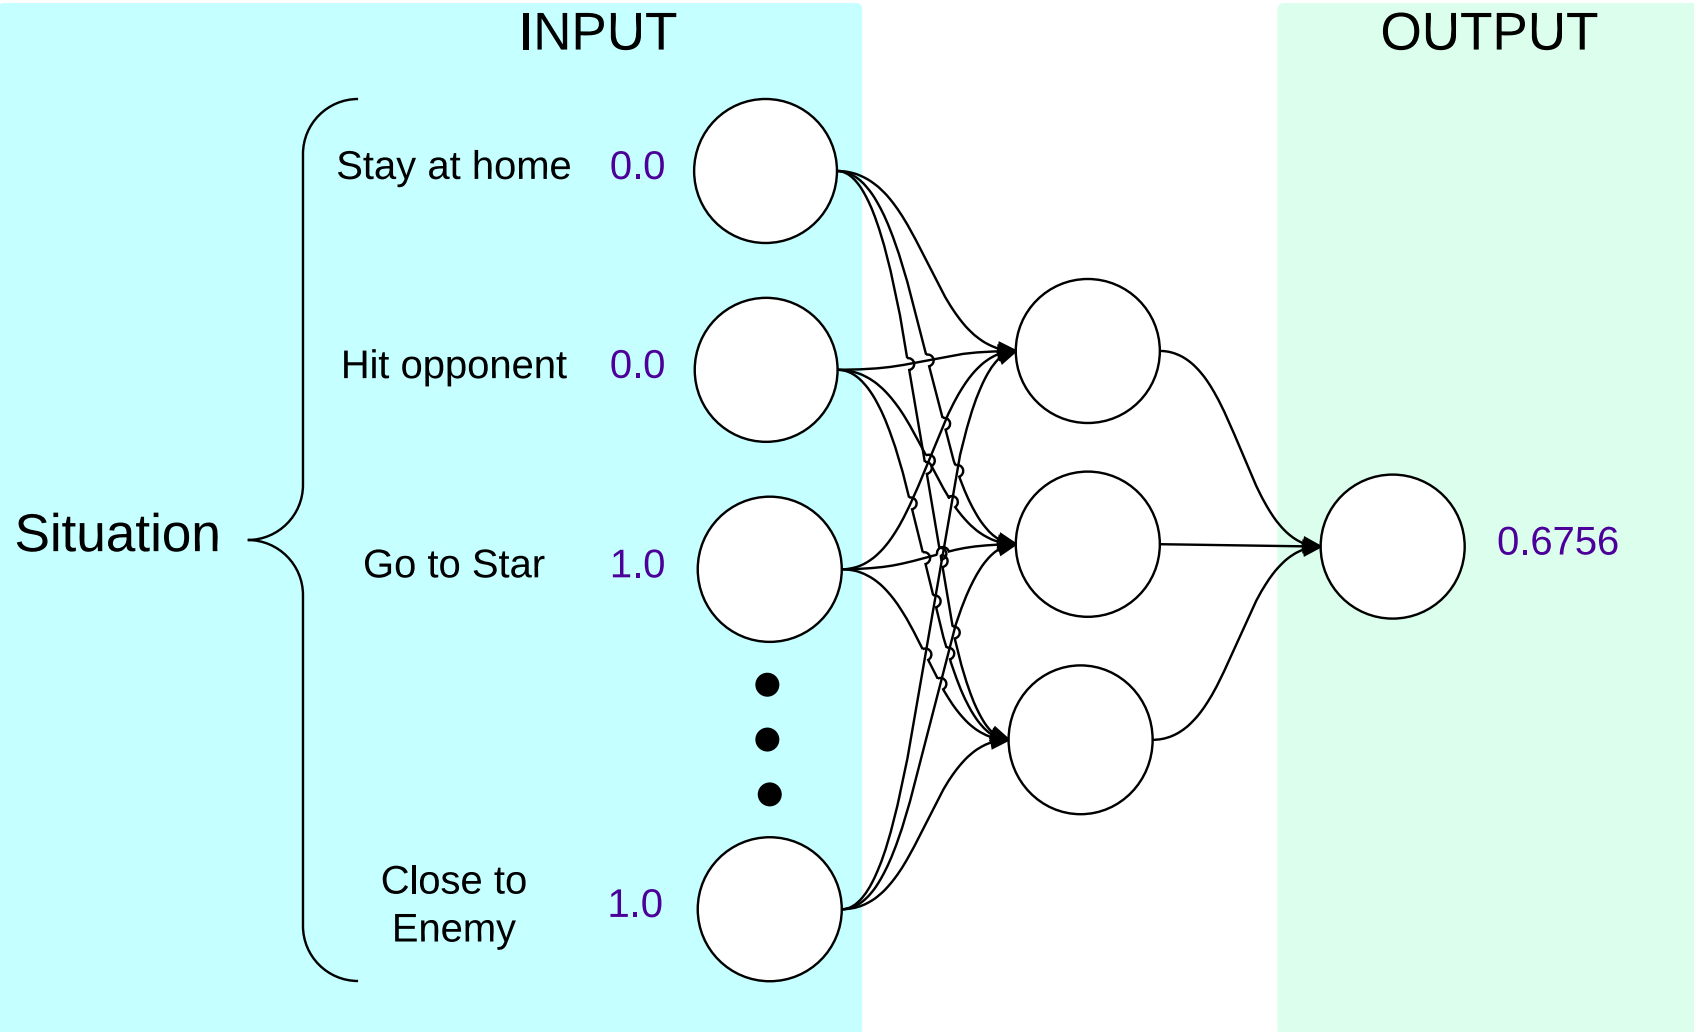 INPUT
OUTPUT
Stay at home 0.0
Hit opponent 0.0
Situation
Go to Star 1.0
0.6756
Close to
Enemy
1.0